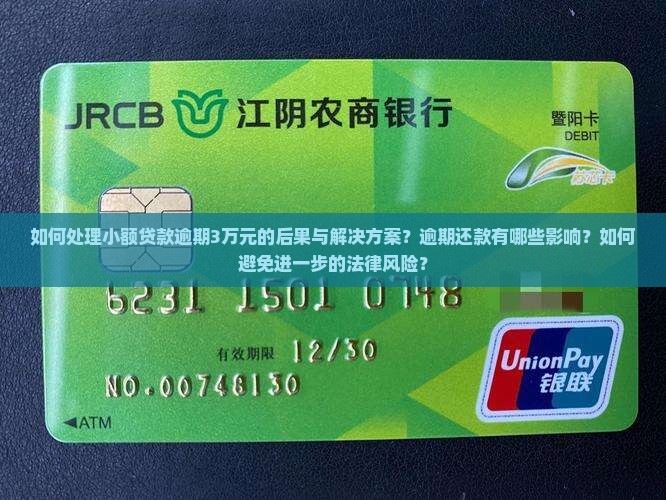 JRCB 江阴农商银行
暨阳卡
DEBIT
如何处理小额贷款逾期3万元的后果与解决方案？逾期还款有哪些影响？如何
避免进一步的法律风险？
6231 1501 0748
有效期限 12/30
NO.00748130
UnionPay
银联
◄ATM